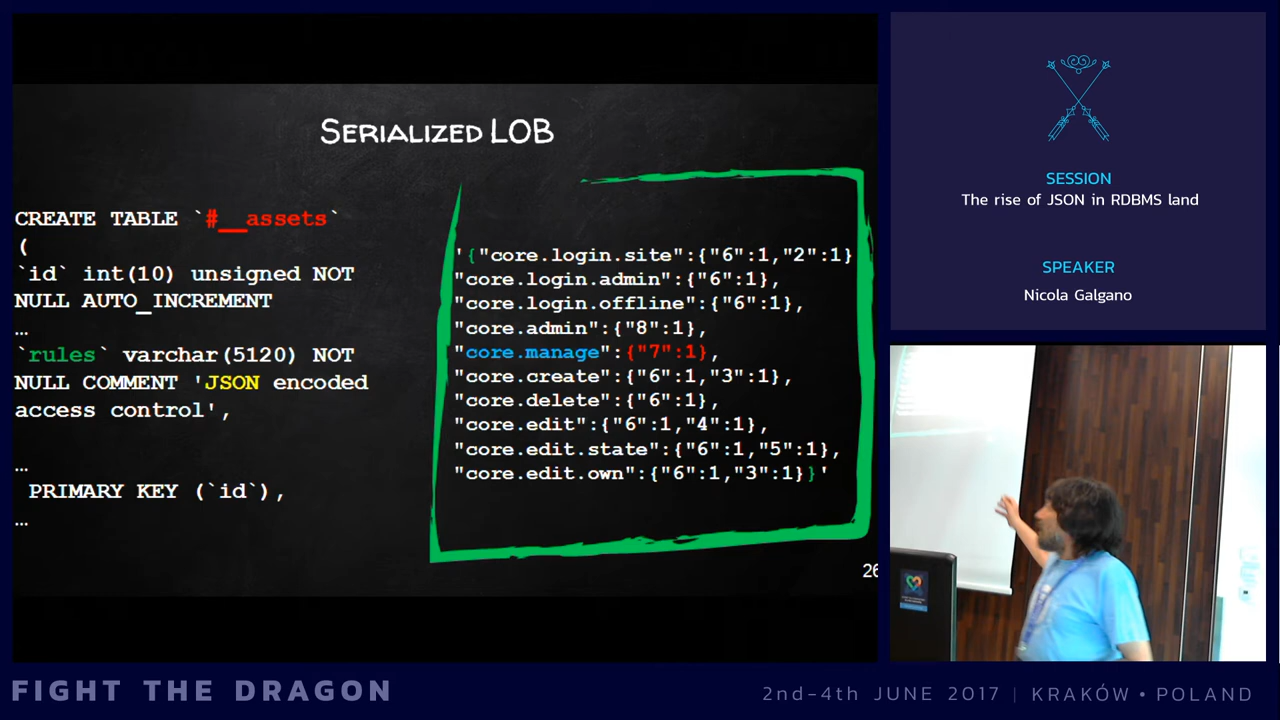 SERIALIZED LOB
CREATE TABLE `#__assets`
(
`id` int(10) unsigned NOT
NULL AUTO_INCREMENT
…
`rules` varchar(5120) NOT
NULL COMMENT 'JSON encoded
access control',
…
PRIMARY KEY (`id`),
…
'{"core.login.site":{"6":1,"2":1}
"core.login.admin":{"6":1},
"core.login.offline":{"6":1},
"core.admin":{"8":1},
"core.manage":{"7":1},
"core.create":{"6":1,"3":1},
"core.delete":{"6":1},
"core.edit":{"6":1,"4":1},
"core.edit.state":{"6":1,"5":1},
"core.edit.own":{"6":1,"3":1}}'
26
SESSION
The rise of JSON in RDBMS land
SPEAKER
Nicola Galgano
FIGHT THE DRAGON
2nd-4th JUNE 2017 | KRAKÓW • POLAND